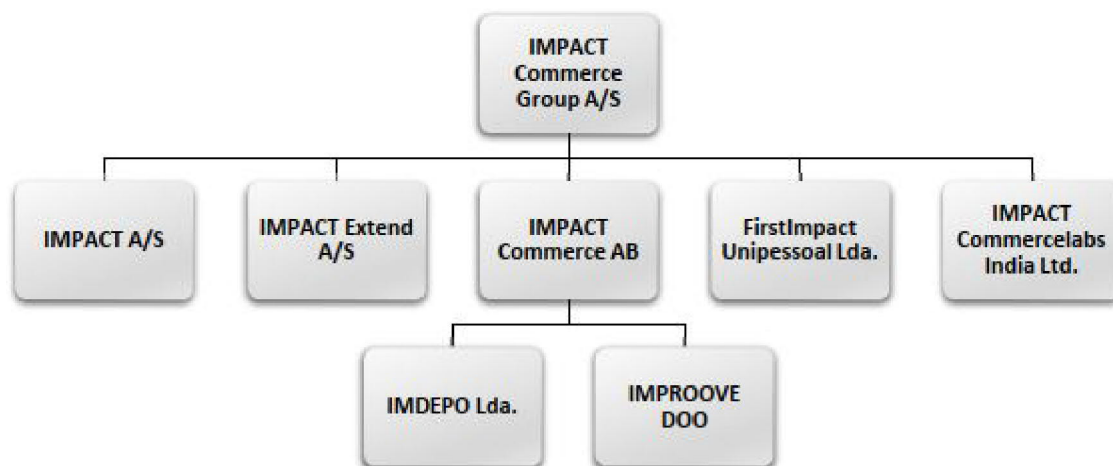 IMPACT
Commerce
Group A/S
IMPACT A/S
IMPACT Extend
A/S
IMPACT
Commerce AB
FirstImpact
Unipessoal Lda.
IMPACT
Commercelabs
India Ltd.
IMDEPO Lda.
IMPROOVE
DOO